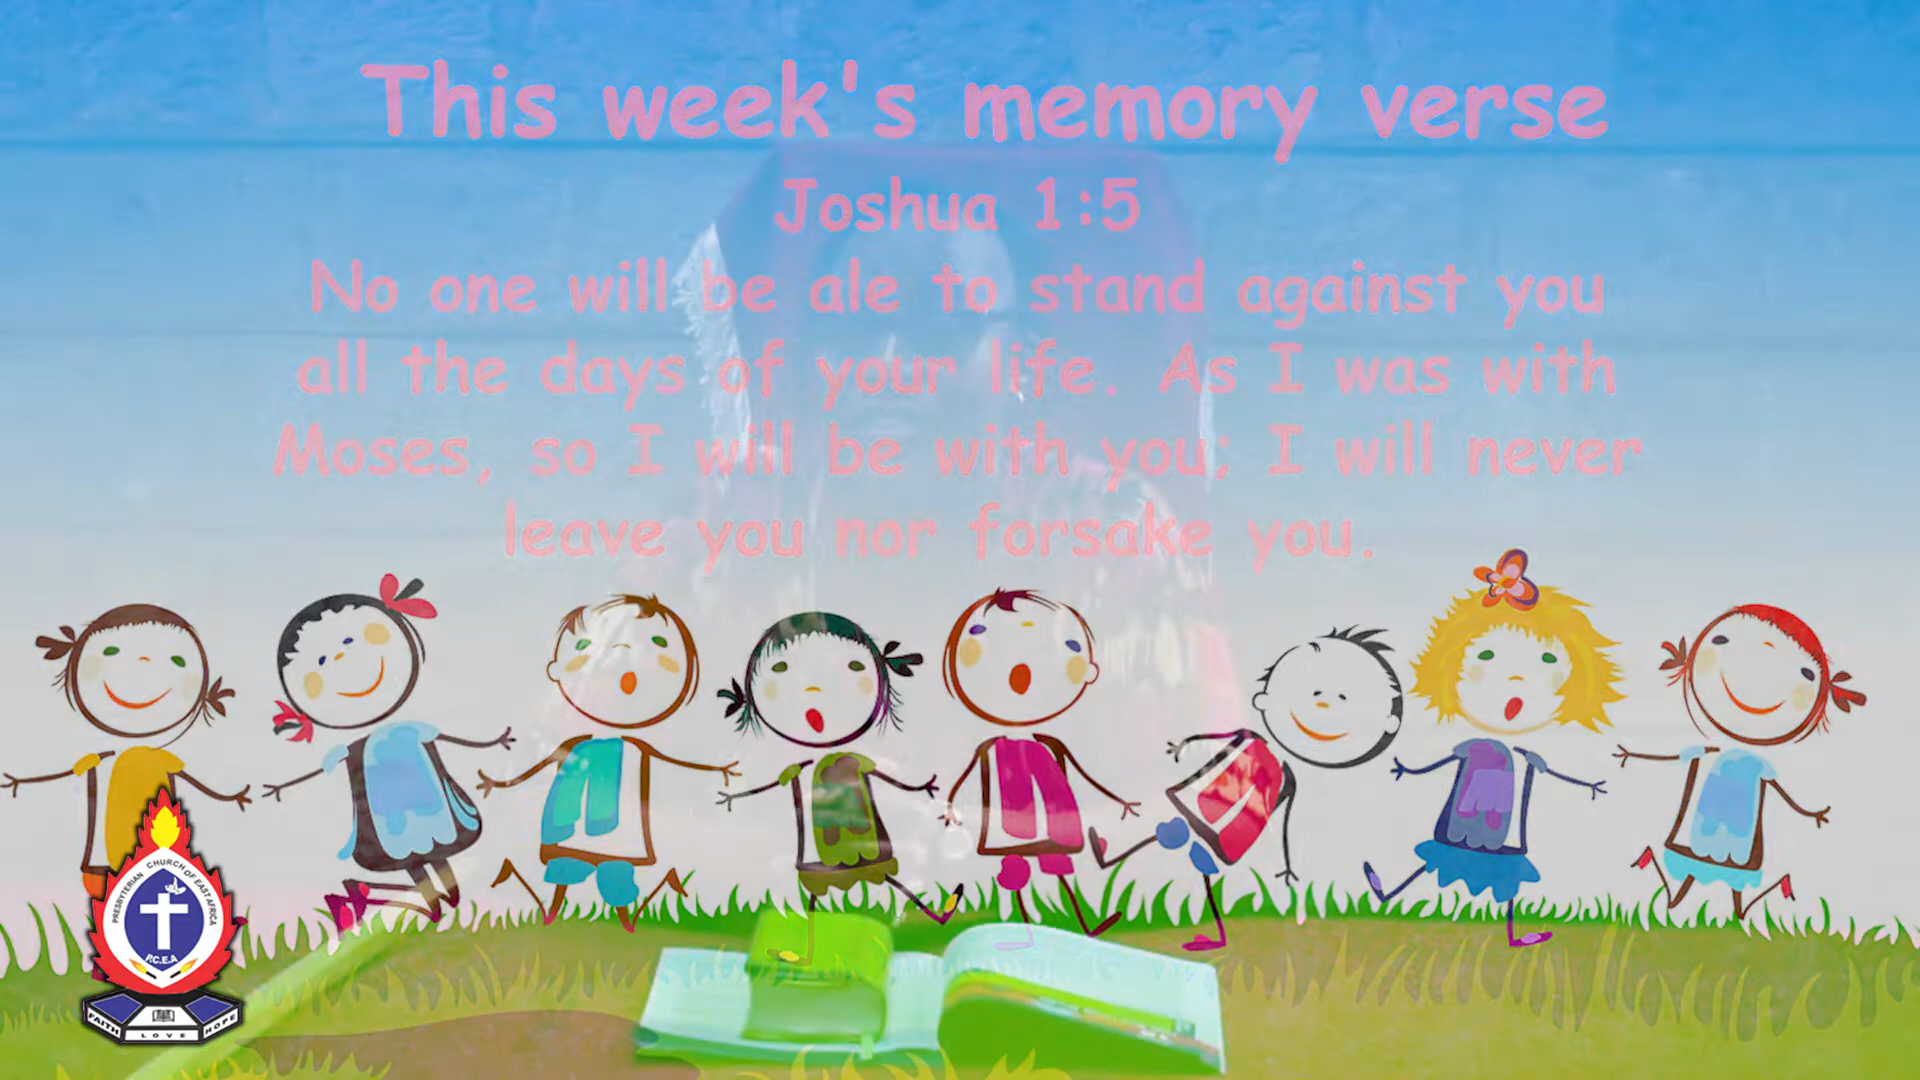 This week's memory verse
Joshua 1:5
No one will be ale to stand against you
all the days of your life. As I was with
Moses, so I will be with you; I will never
leave you nor forsake you.
PRESBYTERIAN CHURCH OF EAST AFRICA
P.C.E.A
FAITH LOVE HOPE